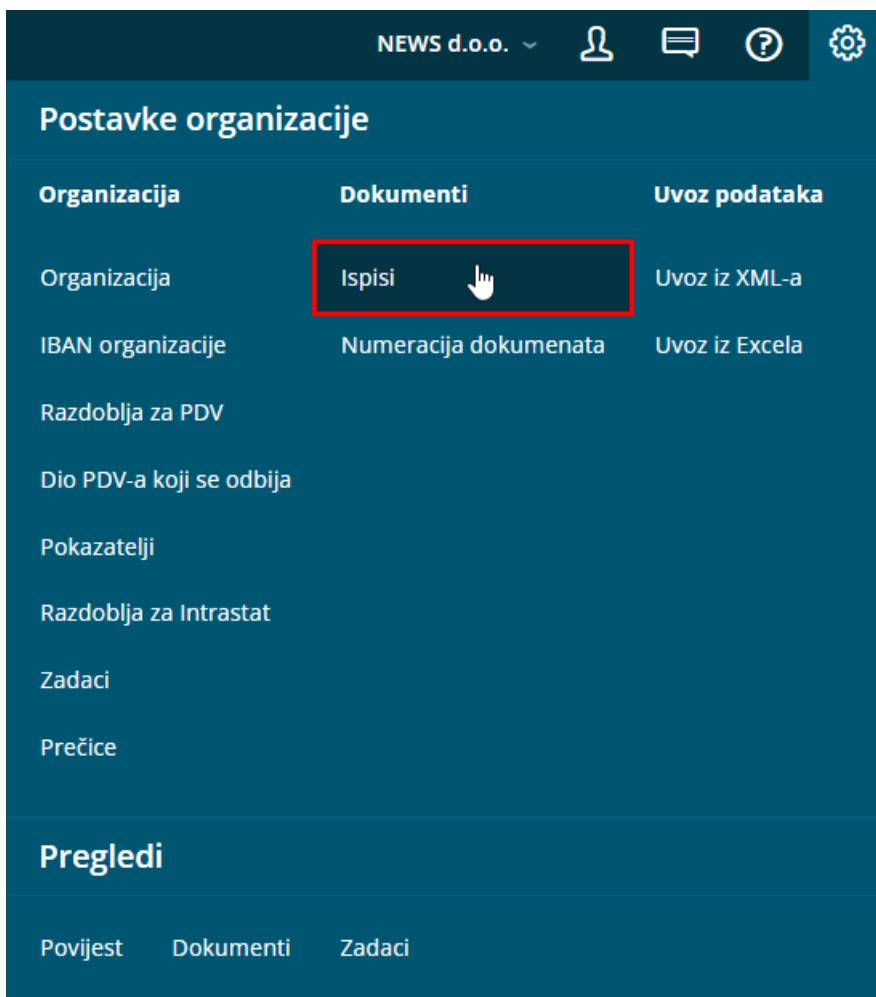 NEWS d.o.o.
Postavke organizacije
Organizacija Dokumenti Uvoz podataka
Organizacija Ispisi Uvoz iz XML-a
IBAN organizacije Numeracija dokumenata Uvoz iz Excela
Razdoblja za PDV
Dio PDV-a koji se odbija
Pokazatelji
Razdoblja za Intrastat
Zadaci
Prečice
Pregledi
Povijest Dokumenti Zadaci